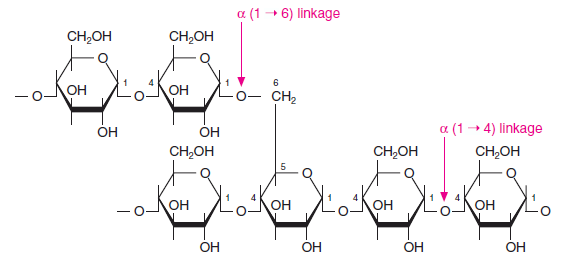 α (1 → 6) linkage
CH₂OH CH₂OH
O O 6
1 4 1
— O OH O OH O — CH₂
OH OH
α (1 → 4) linkage
CH₂OH CH₂OH CH₂OH
5
O O O O
1 4 1 4 1 4 1
— O OH O OH O OH O OH O
OH OH OH OH